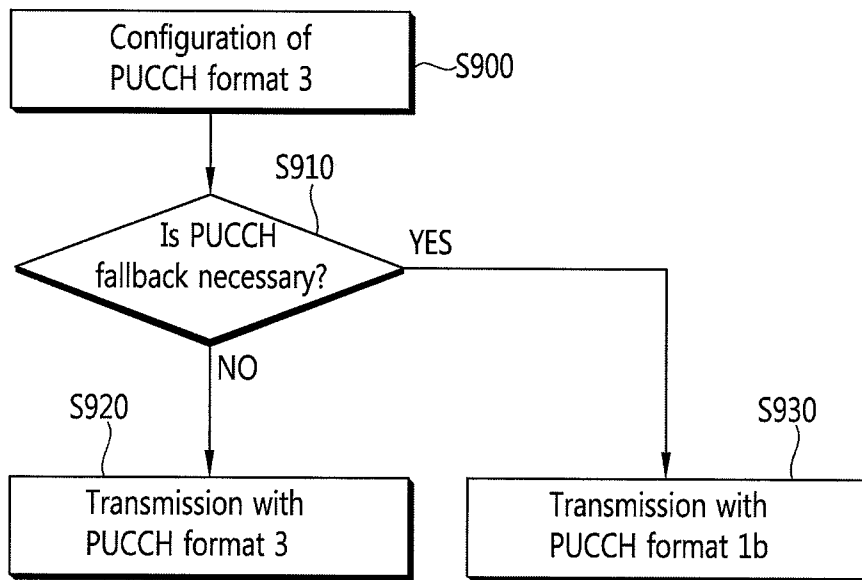 Configuration of
PUCCH format 3
S900
S910
Is PUCCH
fallback necessary?
YES
NO
S920
Transmission with
PUCCH format 3
S930
Transmission with
PUCCH format 1b